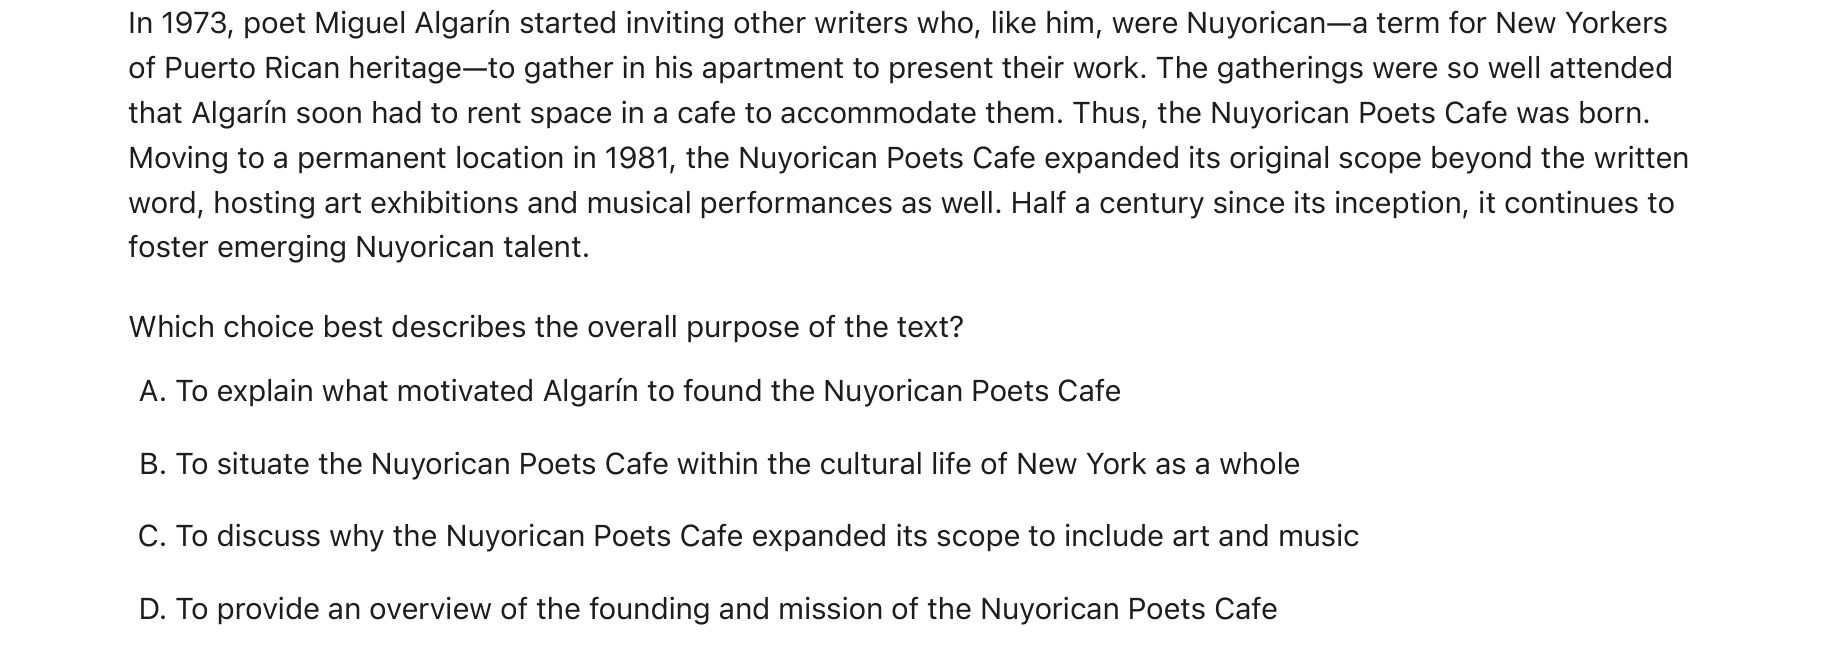 In 1973, poet Miguel Algarín started inviting other writers who, like him, were Nuyorican—a term for New Yorkers
of Puerto Rican heritage—to gather in his apartment to present their work. The gatherings were so well attended
that Algarín soon had to rent space in a cafe to accommodate them. Thus, the Nuyorican Poets Cafe was born.
Moving to a permanent location in 1981, the Nuyorican Poets Cafe expanded its original scope beyond the written
word, hosting art exhibitions and musical performances as well. Half a century since its inception, it continues to
foster emerging Nuyorican talent.
Which choice best describes the overall purpose of the text?
A. To explain what motivated Algarín to found the Nuyorican Poets Cafe
B. To situate the Nuyorican Poets Cafe within the cultural life of New York as a whole
C. To discuss why the Nuyorican Poets Cafe expanded its scope to include art and music
D. To provide an overview of the founding and mission of the Nuyorican Poets Cafe